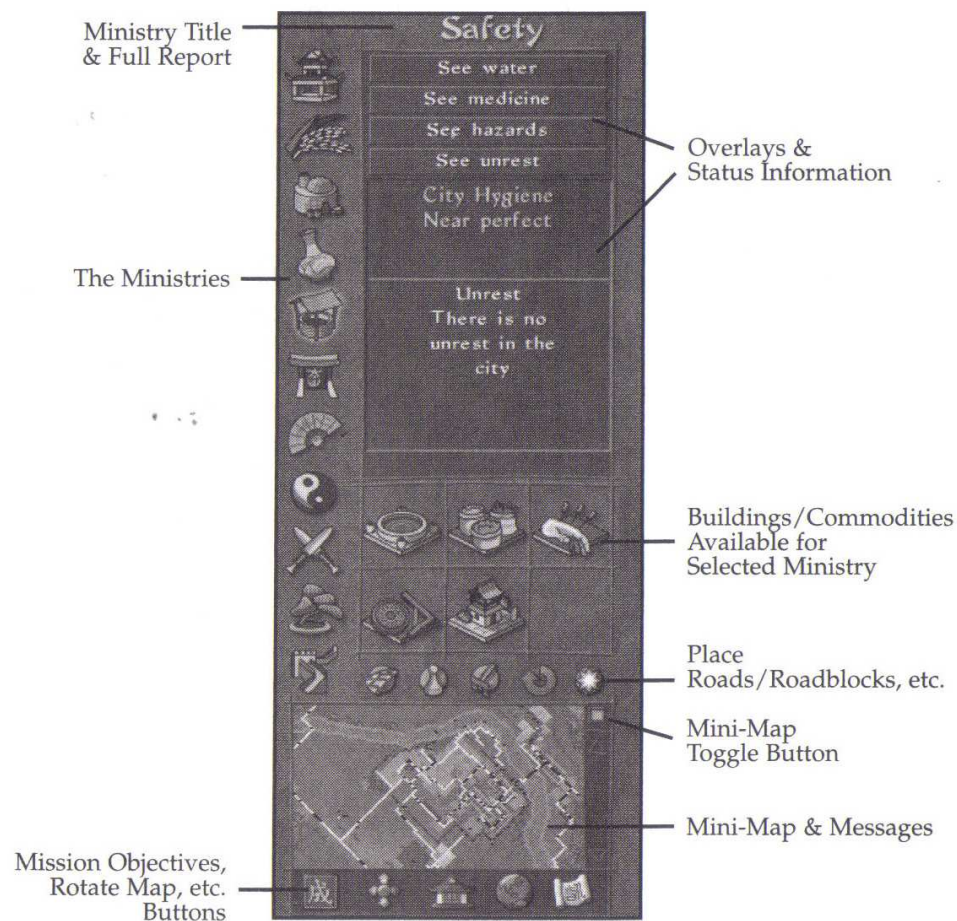 Ministry Title
& Full Report
Safety
See water
See medicine
See hazards
See unrest
Overlays &
Status Information
City Hygiene
Near perfect
The Ministries
Unrest
There is no
unrest in the
city
Buildings/Commodities
Available for
Selected Ministry
Place
Roads/Roadblocks, etc.
Mini-Map
Toggle Button
Mini-Map & Messages
Mission Objectives,
Rotate Map, etc.
Buttons